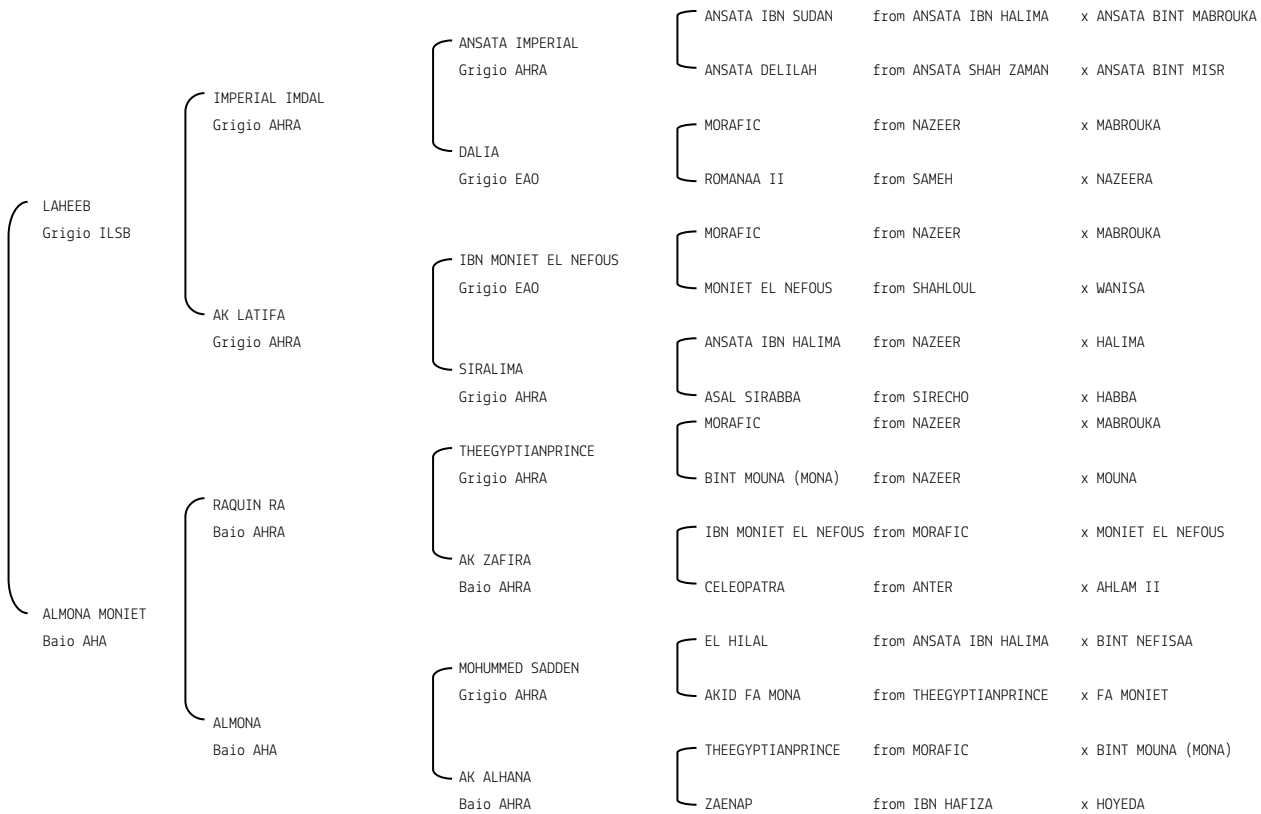 ANSATA IBN SUDAN from ANSATA IBN HALIMA x ANSATA BINT MABROUKA
ANSATA IMPERIAL
Grigio AHRA
ANSATA DELILAH from ANSATA SHAH ZAMAN x ANSATA BINT MISR
IMPERIAL IMDAL
Grigio AHRA
MORAFIC from NAZEER x MABROUKA
DALIA
Grigio EAO
ROMANAA II from SAMEH x NAZEERA
LAHEEB
Grigio ILSB
MORAFIC from NAZEER x MABROUKA
IBN MONIET EL NEFOUS
Grigio EAO
MONIET EL NEFOUS from SHAHLOUL x WANISA
AK LATIFA
Grigio AHRA
ANSATA IBN HALIMA from NAZEER x HALIMA
SIRALIMA
Grigio AHRA
ASAL SIRABBA from SIRECHO x HABBA
MORAFIC from NAZEER x MABROUKA
THEEGYPTIANPRINCE
Grigio AHRA
BINT MOUNA (MONA) from NAZEER x MOUNA
RAQUIN RA
Baio AHRA
IBN MONIET EL NEFOUS from MORAFIC x MONIET EL NEFOUS
AK ZAFIRA
Baio AHRA
CELEOPATRA from ANTER x AHLAM II
ALMONA MONIET
Baio AHA
EL HILAL from ANSATA IBN HALIMA x BINT NEFISAA
MOHUMMED SADDEN
Grigio AHRA
AKID FA MONA from THEEGYPTIANPRINCE x FA MONIET
ALMONA
Baio AHA
THEEGYPTIANPRINCE from MORAFIC x BINT MOUNA (MONA)
AK ALHANA
Baio AHRA
ZAENAP from IBN HAFIZA x HOYEDA